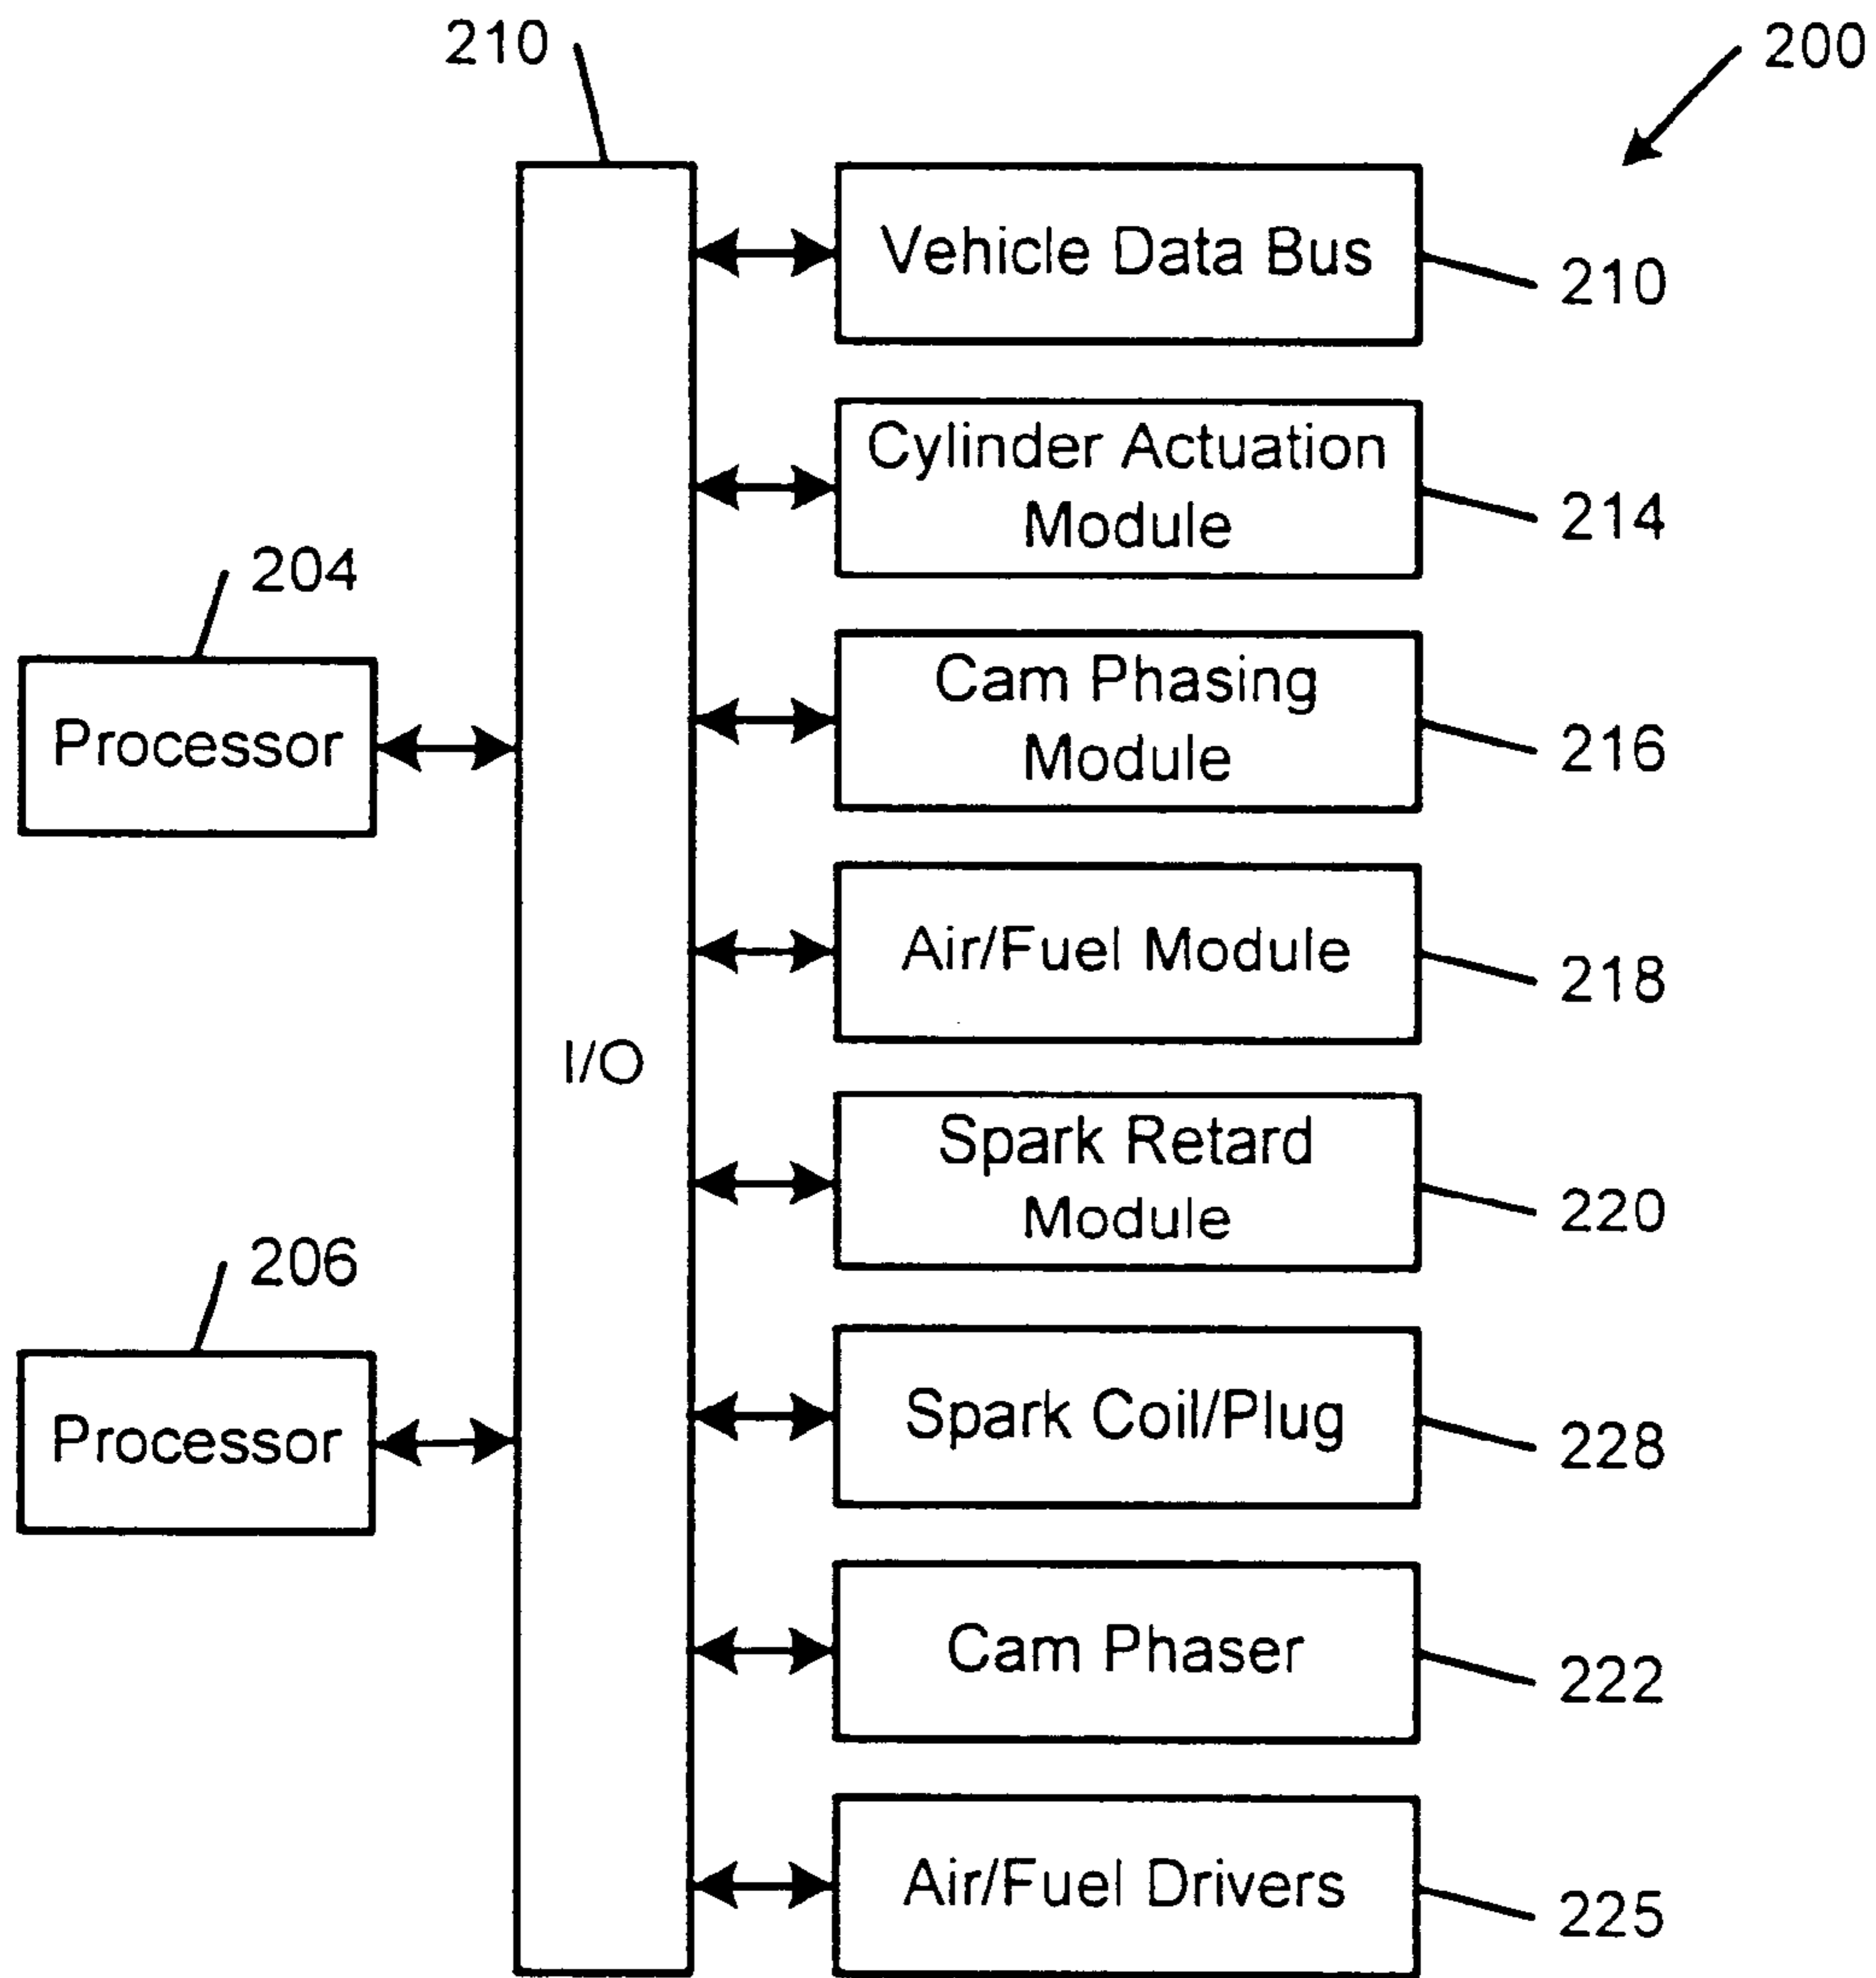 210
200
Vehicle Data Bus
210
Cylinder Actuation
Module
214
204
Processor
Cam Phasing
Module
216
Air/Fuel Module
218
I/O
Spark Retard
Module
220
206
Processor
Spark Coil/Plug
228
Cam Phaser
222
Air/Fuel Drivers
225